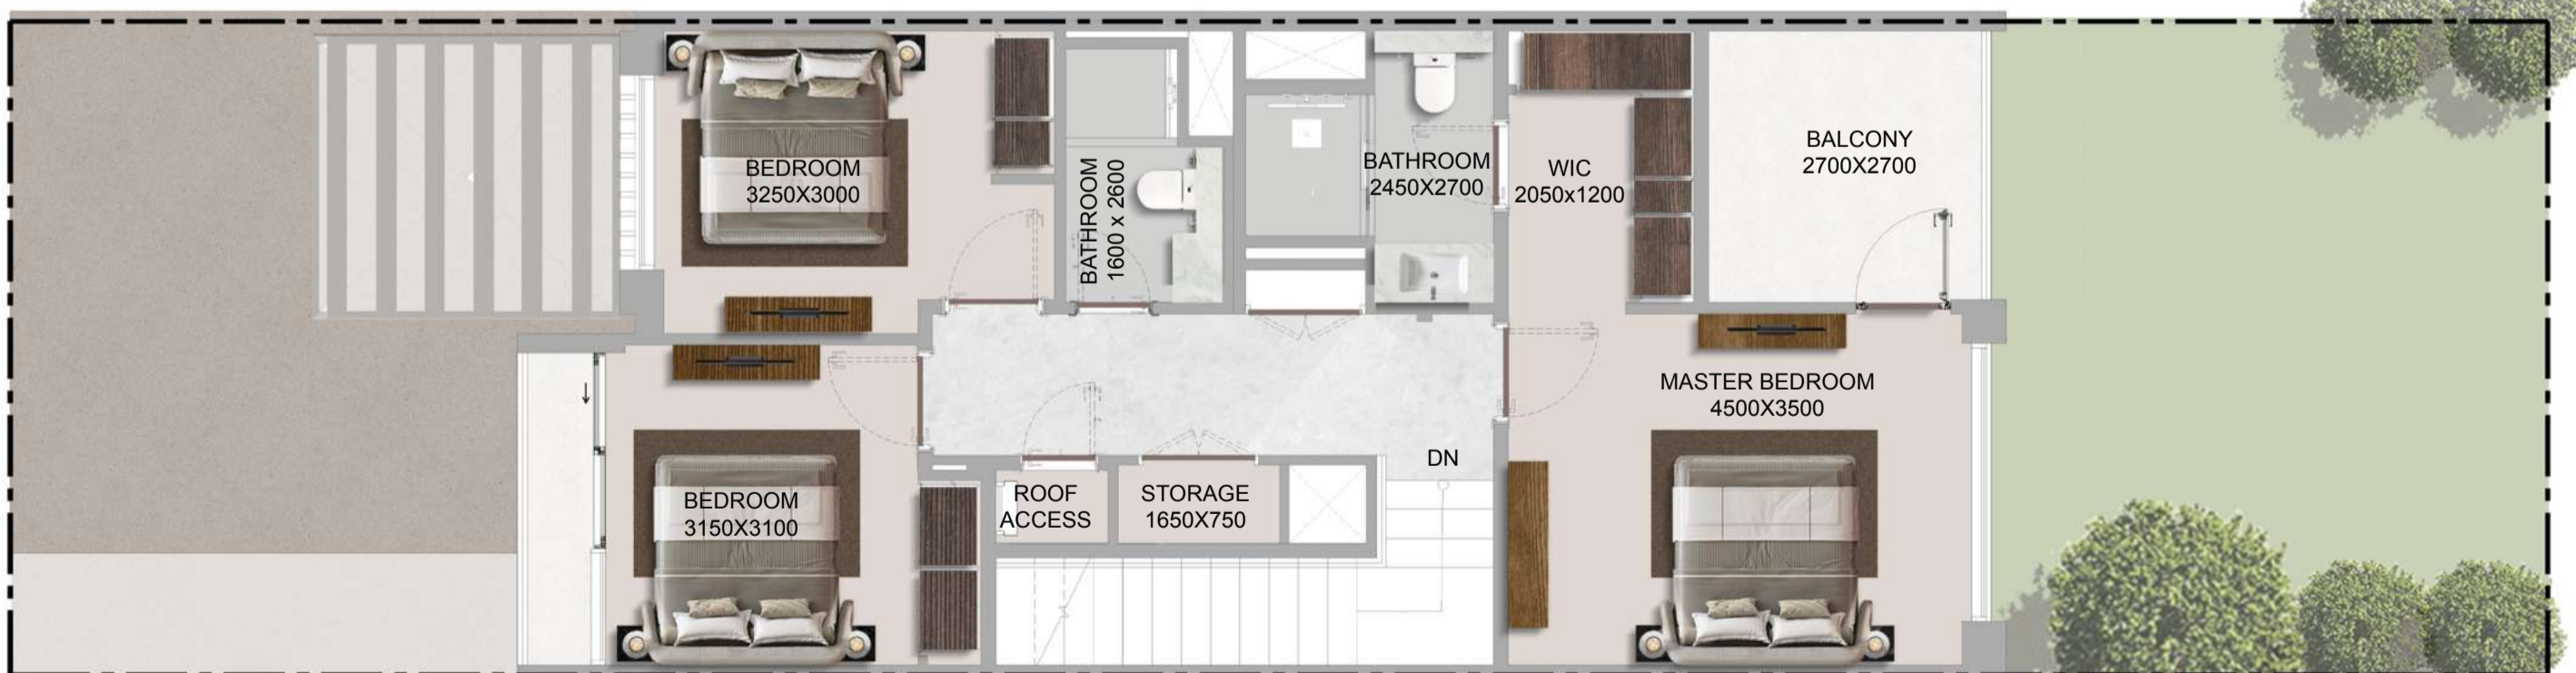 BEDROOM
3250X3000
BATHROOM
1600 x 2600
BATHROOM
2450X2700
WIC
2050x1200
BALCONY
2700X2700
MASTER BEDROOM
4500X3500
BEDROOM
3150X3100
ROOF
ACCESS
STORAGE
1650X750
DN